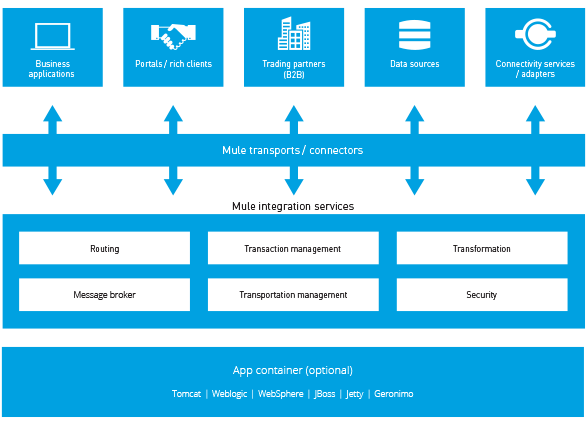 Business
applications
Portals / rich clients
Trading partners
(B2B)
Data sources
Connectivity services
/ adapters
Mule transports / connectors
Mule integration services
Routing
Transaction management
Transformation
Message broker
Transportation management
Security
App container (optional)
Tomcat | Weblogic | WebSphere | JBoss | Jetty | Geronimo